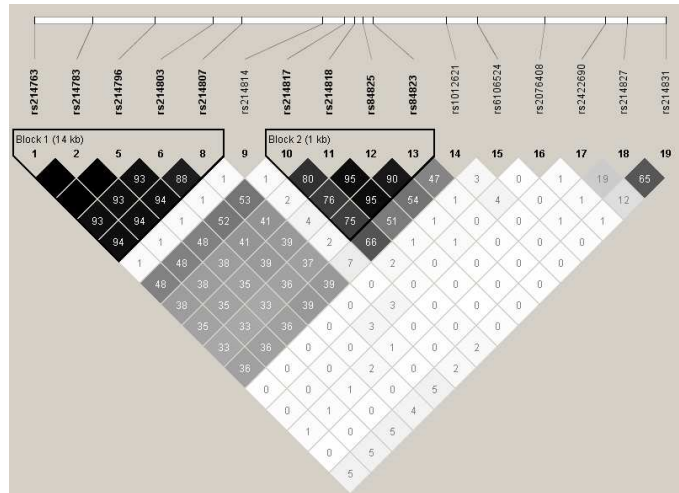 rs214763
rs214783
rs214796
rs214803
rs214807
rs214814
rs214817
rs214818
rs84825
rs84823
rs1012621
rs6106524
rs2076408
rs2422690
rs214827
rs214831
Block 1 (14 kb) Block 2 (1 kb)
1 2 5 6 8 9 10 11 12 13 14 15 16 17 18 19
93 88 1 1 80 95 90 47 3 0 1 19 65
93 94 1 53 2 76 95 54 1 4 0 1 12
93 94 1 52 41 4 75 51 1 0 0 1 1
94 1 48 41 39 2 66 1 1 0 0 0
1 48 38 39 37 7 2 0 0 0 0
48 38 35 36 39 0 0 0 0 0
38 35 33 39 0 3 0 0 0
35 33 36 0 3 0 0 0
33 36 0 0 1 0 2
36 0 0 2 0 2
0 0 1 0 5
0 1 0 4
1 0 5
0 5
5